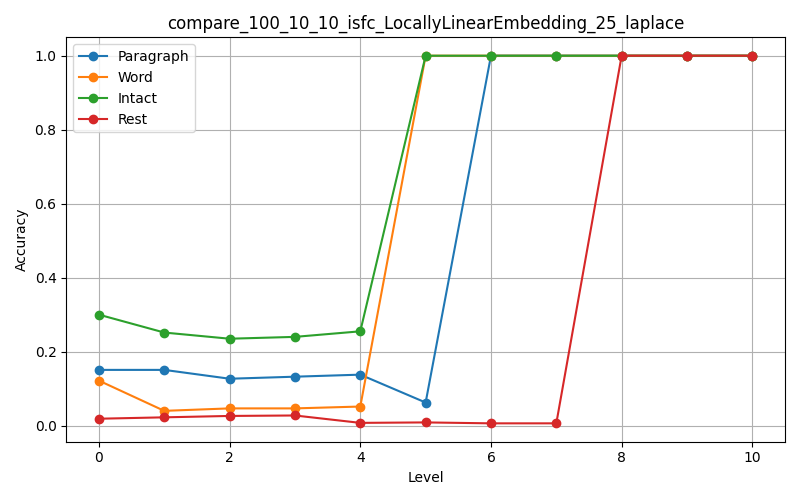 compare_100_10_10_isfc_LocallyLinearEmbedding_25_laplace
Paragraph
Word
Intact
Rest
1.0
0.8
0.6
0.4
0.2
0.0
Accuracy
0 2 4 6 8 10
Level